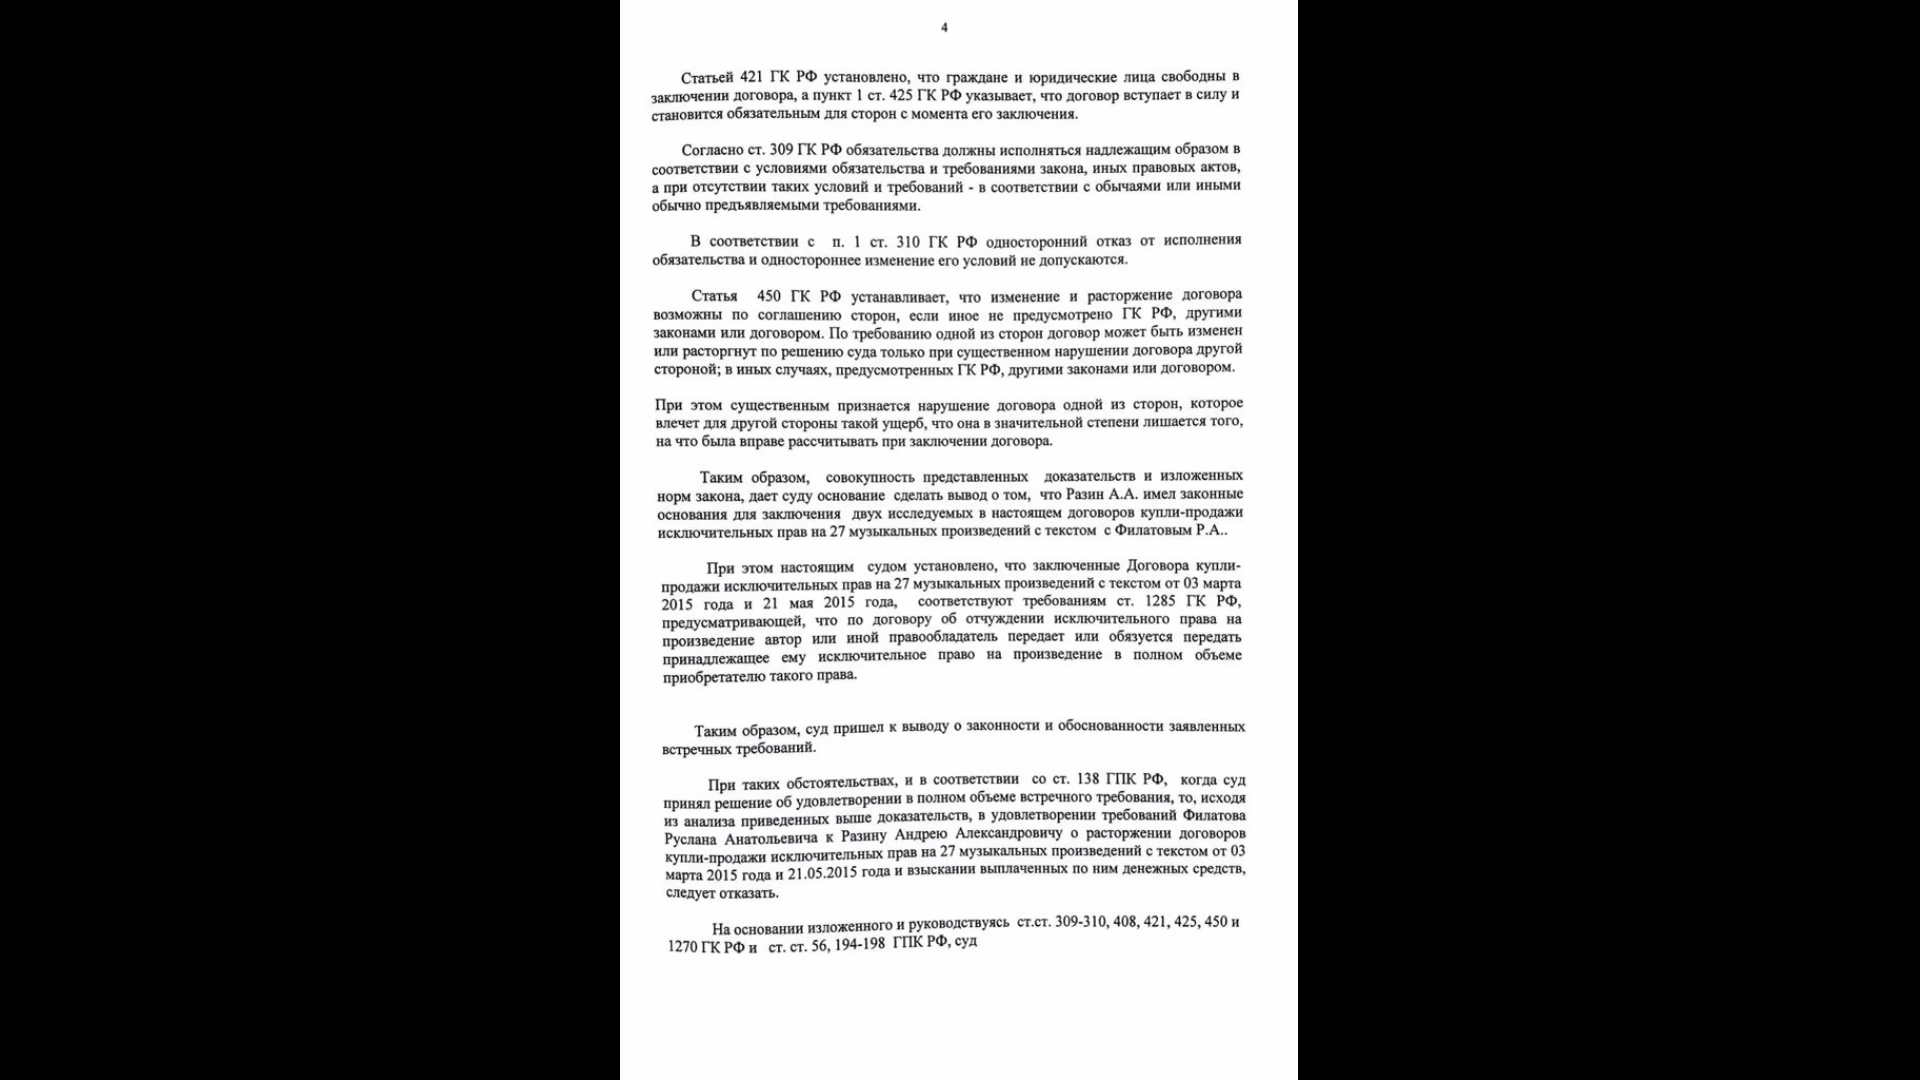 4
Статьей 421 ГК РФ установлено, что граждане и юридические лица свободны в
заключении договора, а пункт 1 ст. 425 ГК РФ указывает, что договор вступает в силу и
становится обязательным для сторон с момента его заключения.
Согласно ст. 309 ГК РФ обязательства должны исполняться надлежащим образом в
соответствии с условиями обязательства и требованиями закона, иных правовых актов,
а при отсутствии таких условий и требований - в соответствии с обычаями или иными
обычно предъявляемыми требованиями.
В соответствии с п. 1 ст. 310 ГК РФ односторонний отказ от исполнения
обязательства и одностороннее изменение его условий не допускаются.
Статья 450 ГК РФ устанавливает, что изменение и расторжение договора
возможны по соглашению сторон, если иное не предусмотрено ГК РФ, другими
законами или договором. По требованию одной из сторон договор может быть изменен
или расторгнут по решению суда только при существенном нарушении договора другой
стороной; в иных случаях, предусмотренных ГК РФ, другими законами или договором.
При этом существенным признается нарушение договора одной из сторон, которое
влечет для другой стороны такой ущерб, что она в значительной степени лишается того,
на что была вправе рассчитывать при заключении договора.
Таким образом, совокупность представленных доказательств и изложенных
норм закона, дает суду основание сделать вывод о том, что Разин А.А. имел законные
основания для заключения двух исследуемых в настоящем договоров купли-продажи
исключительных прав на 27 музыкальных произведений с текстом с Филатовым Р.А..
При этом настоящим судом установлено, что заключенные Договора купли-
продажи исключительных прав на 27 музыкальных произведений с текстом от 03 марта
2015 года и 21 мая 2015 года, соответствуют требованиям ст. 1285 ГК РФ,
предусматривающей, что по договору об отчуждении исключительного права на
произведение автор или иной правообладатель передает или обязуется передать
принадлежащее ему исключительное право на произведение в полном объеме
приобретателю такого права.
Таким образом, суд пришел к выводу о законности и обоснованности заявленных
встречных требований.
При таких обстоятельствах, и в соответствии со ст. 138 ГПК РФ, когда суд
принял решение об удовлетворении в полном объеме встречного требования, то, исходя
из анализа приведенных выше доказательств, в удовлетворении требований Филатова
Руслана Анатольевича к Разину Андрею Александровичу о расторжении договоров
купли-продажи исключительных прав на 27 музыкальных произведений с текстом от 03
марта 2015 года и 21.05.2015 года и взыскании выплаченных по ним денежных средств,
следует отказать.
На основании изложенного и руководствуясь ст.ст. 309-310, 408, 421, 425, 450 и
1270 ГК РФ и ст. ст. 56, 194-198 ГПК РФ, суд